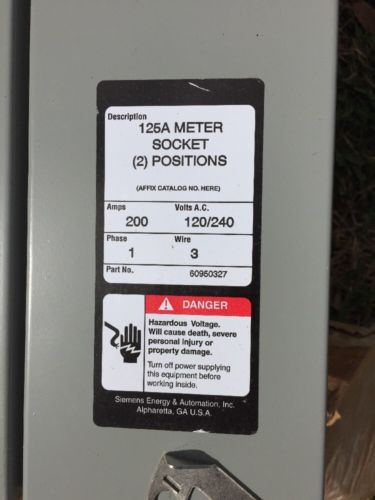 Description
125A METER
SOCKET
(2) POSITIONS
(AFFIX CATALOG NO. HERE)
Amps Volts A.C.
200 120/240
Phase Wire
1 3
Part No. 60950327
DANGER
Hazardous Voltage.
Will cause death, severe
personal injury or
property damage.
Turn off power supplying
this equipment before
working inside.
Siemens Energy & Automation, Inc.
Alpharetta, GA U.S.A.